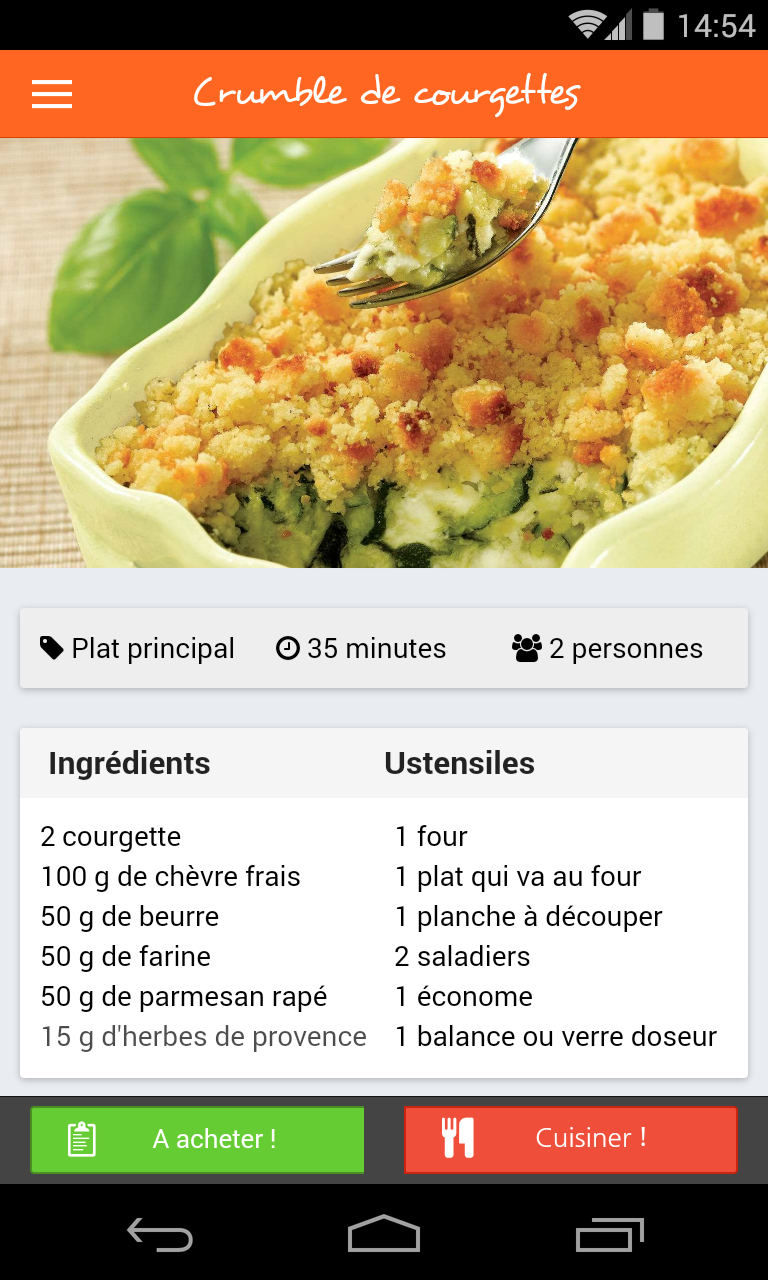 14:54
Crumble de courgettes
Plat principal 35 minutes 2 personnes
Ingrédients Ustensiles
2 courgette 1 four
100 g de chèvre frais 1 plat qui va au four
50 g de beurre 1 planche à découper
50 g de farine 2 saladiers
50 g de parmesan rapé 1 économe
15 g d'herbes de provence 1 balance ou verre doseur
A acheter ! Cuisiner !